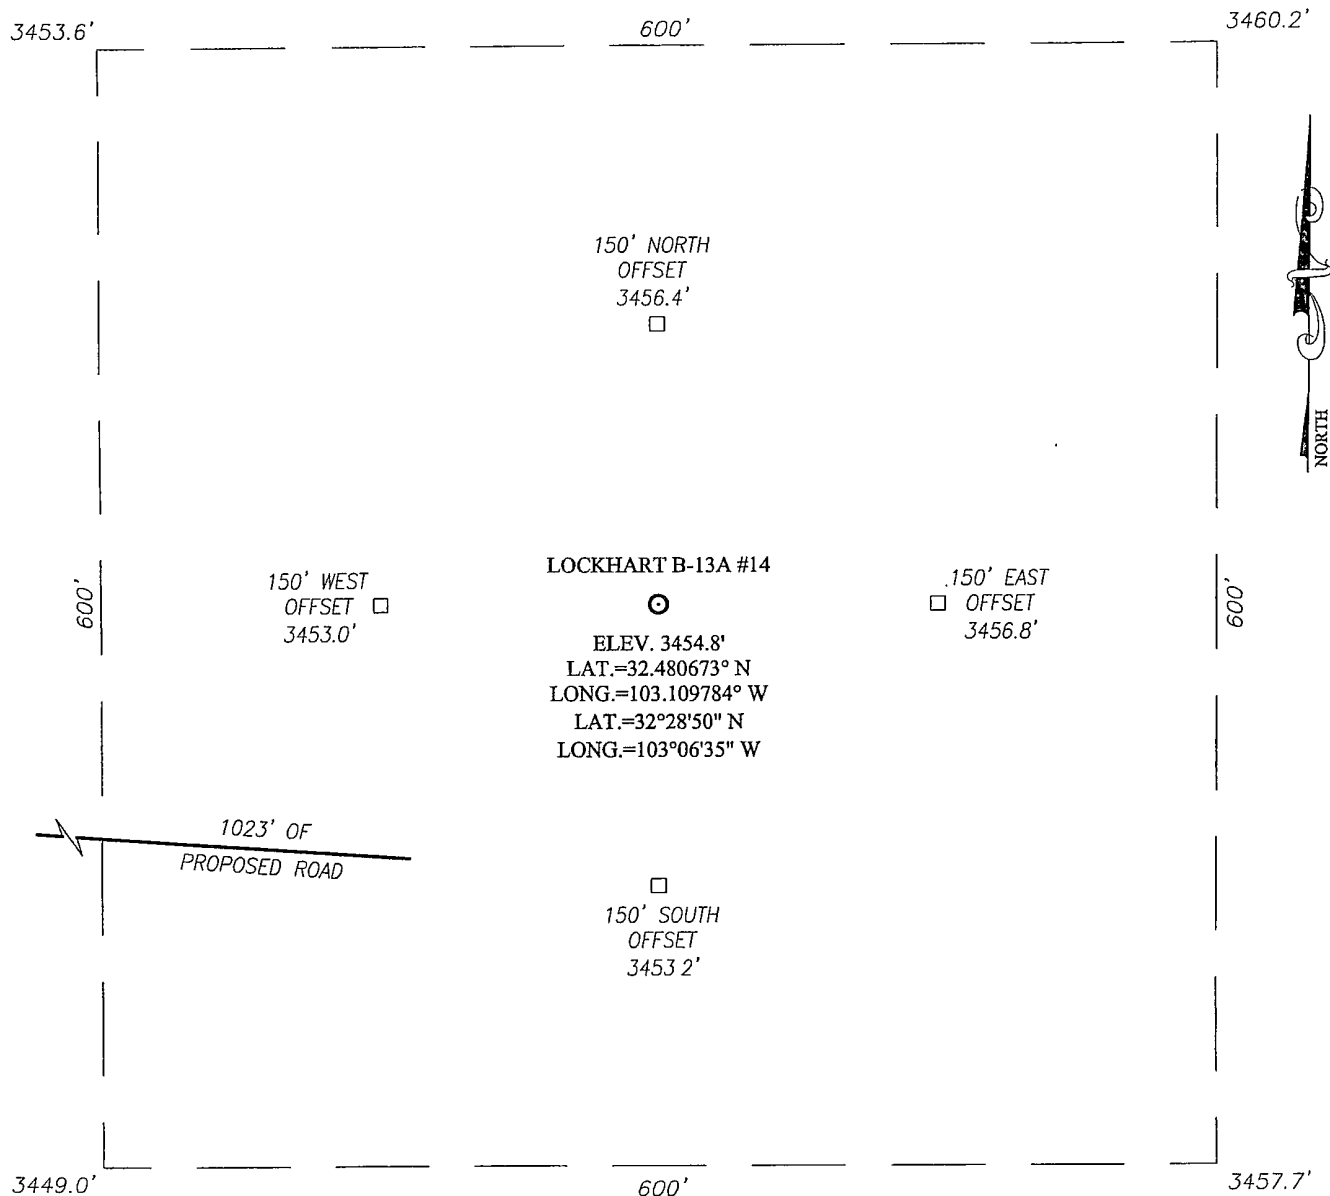 3453.6'
600'
3460.2'
150' NORTH
OFFSET
3456.4'
NORTH
600'
150' WEST
OFFSET
3453.0'
LOCKHART B-13A #14
ELEV. 3454.8'
LAT.=32.480673° N
LONG.=103.109784° W
LAT.=32°28'50" N
LONG.=103°06'35" W
.150' EAST
OFFSET
3456.8'
600'
1023' OF
PROPOSED ROAD
150' SOUTH
OFFSET
3453 2'
3449.0'
600'
3457.7'